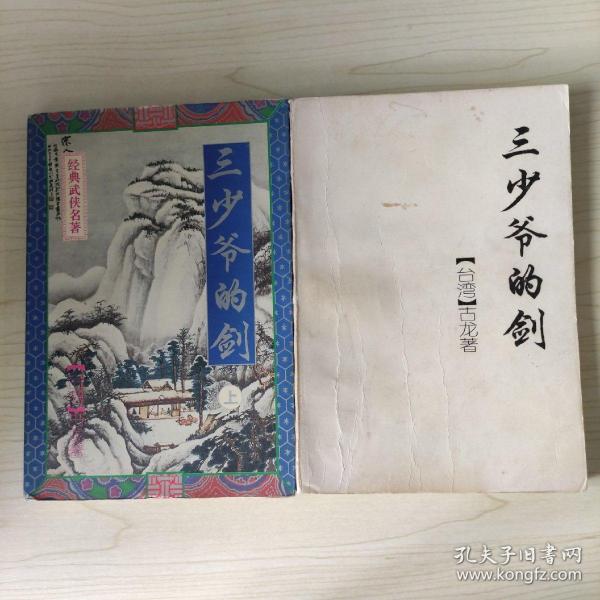 经典武侠名著
三少爷的剑
上
三少爷的剑
【台湾】古龙著
孔夫子旧书网
www.kongfz.com